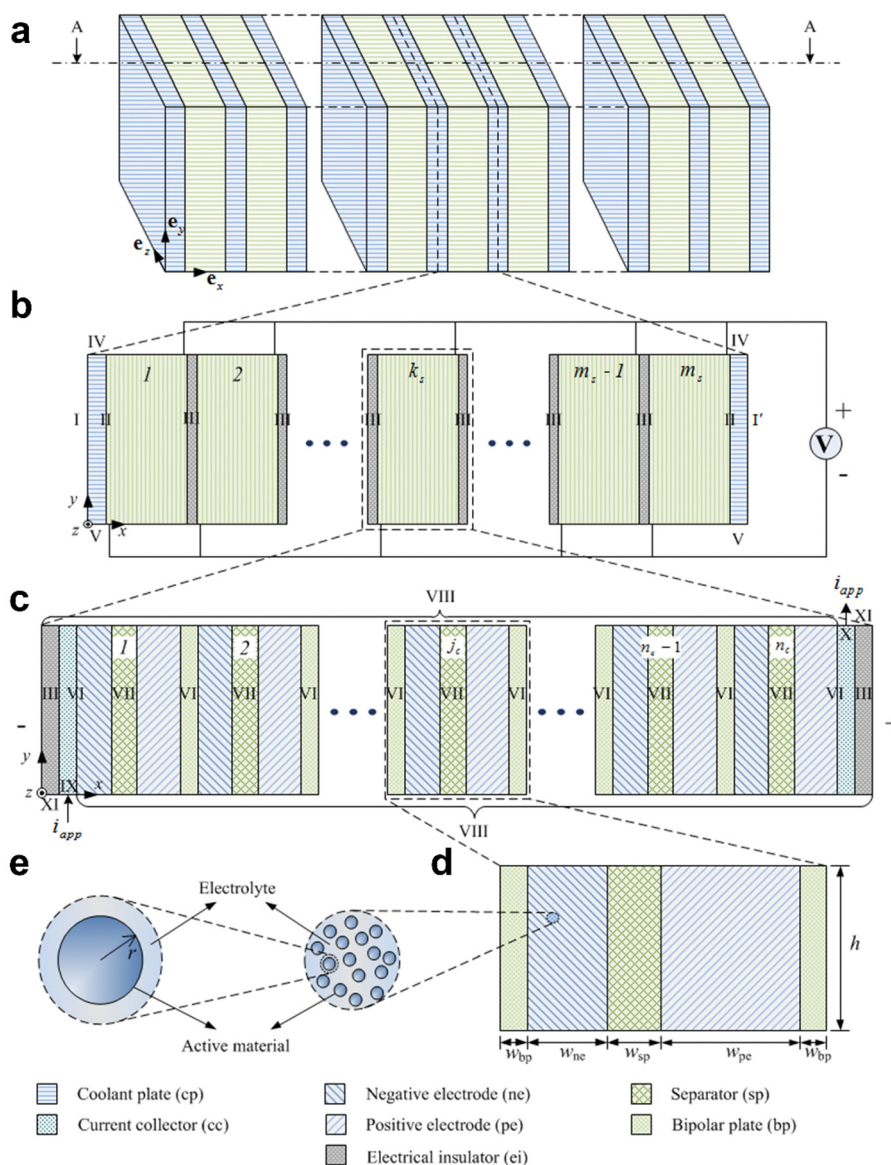 a
A A
e_y
e_z
e_x
b
IV IV
1 2 k_s m_s - 1 m_s
I II III III III III III III II I'
+
V
-
y
z V x V
c
VIII
i_app
XI
X
1 2 j_c n_c - 1 n_c
III VI VII VI VII VI VII VI VI VII VI VII VI III
- -
y
z IX x
XI
i_app
VIII
e
Electrolyte
r
Active material
d
h
w_bp w_ne w_sp w_pe w_bp
Coolant plate (cp) Negative electrode (ne) Separator (sp)
Current collector (cc) Positive electrode (pe) Bipolar plate (bp)
Electrical insulator (ei)